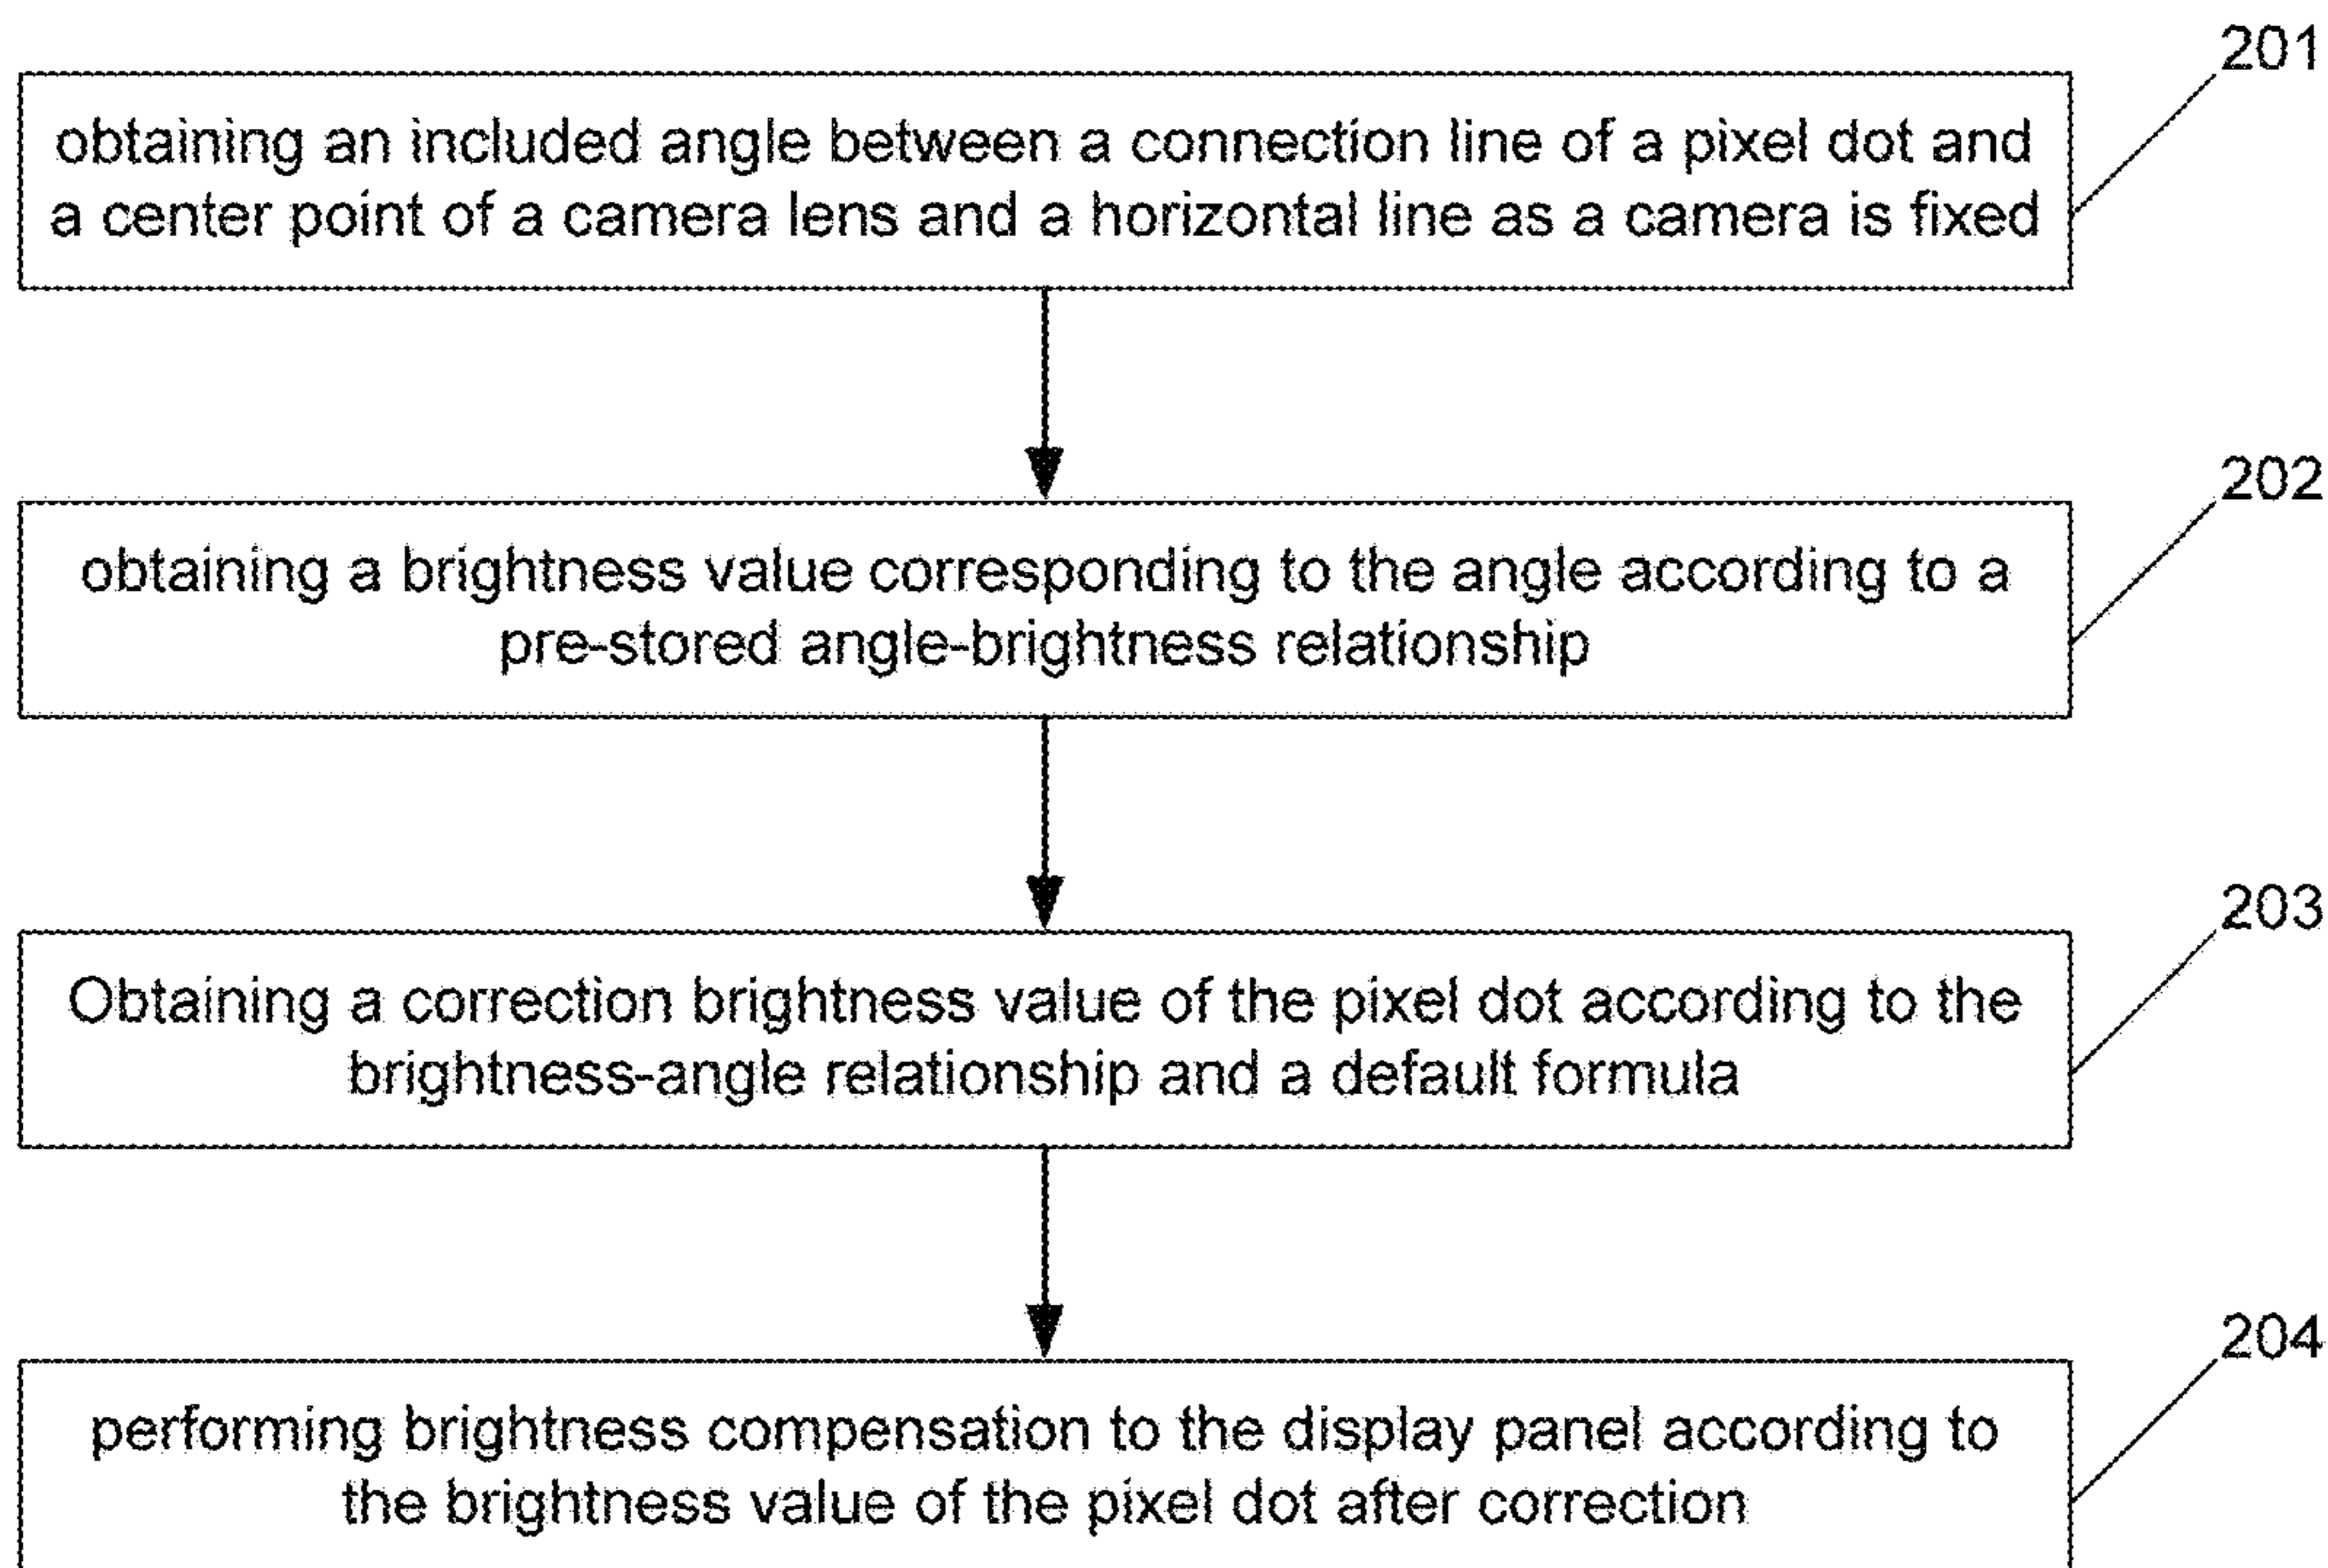 201
obtaining an included angle between a connection line of a pixel dot and
a center point of a camera lens and a horizontal line as a camera is fixed
202
obtaining a brightness value corresponding to the angle according to a
pre-stored angle-brightness relationship
203
Obtaining a correction brightness value of the pixel dot according to the
brightness-angle relationship and a default formula
204
performing brightness compensation to the display panel according to
the brightness value of the pixel dot after correction